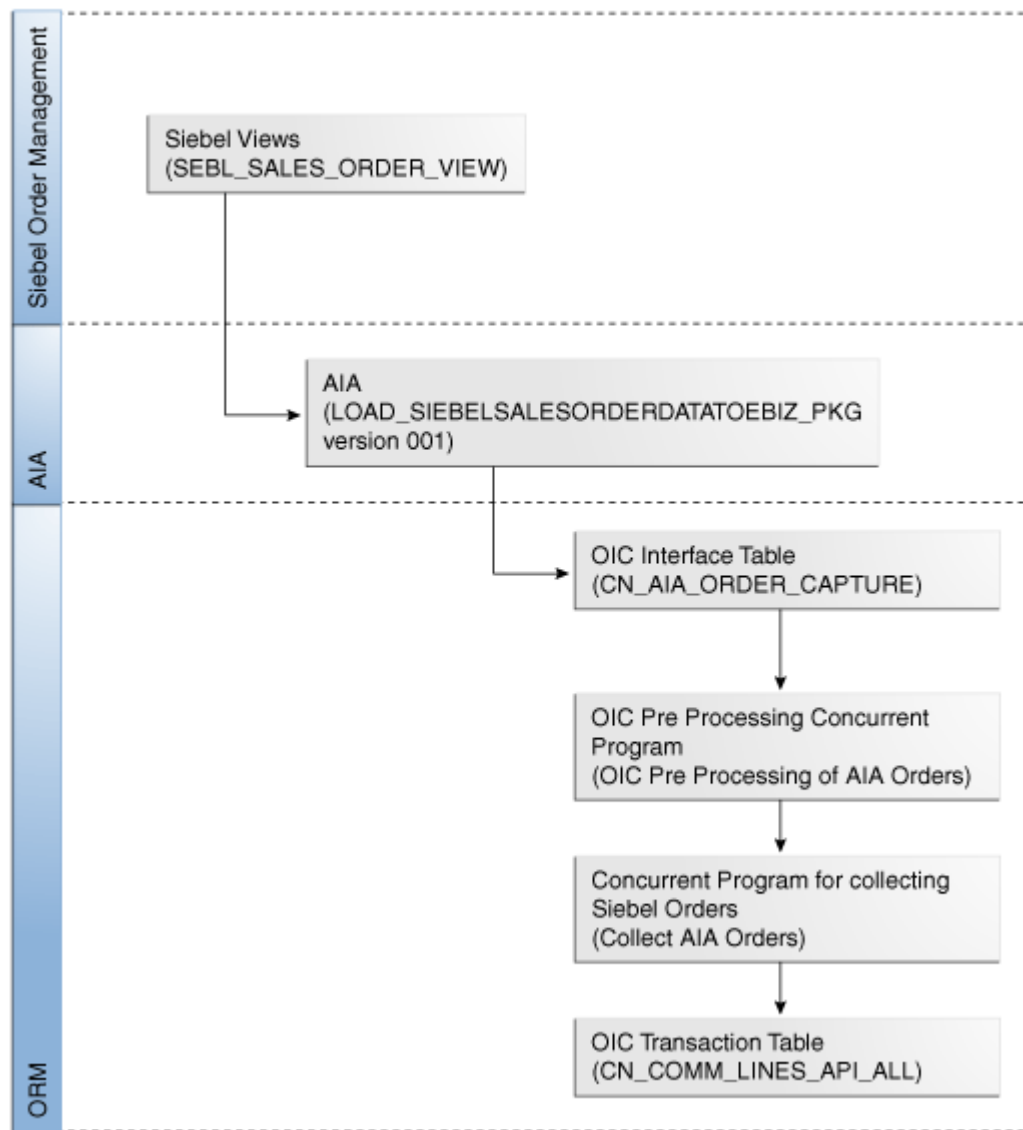 Siebel Order Management
Siebel Views
(SEBL_SALES_ORDER_VIEW)
AIA
AIA
(LOAD_SIEBELSALESORDERDATATOEBIZ_PKG
version 001)
ORM
OIC Interface Table
(CN_AIA_ORDER_CAPTURE)
OIC Pre Processing Concurrent
Program
(OIC Pre Processing of AIA Orders)
Concurrent Program for collecting
Siebel Orders
(Collect AIA Orders)
OIC Transaction Table
(CN_COMM_LINES_API_ALL)